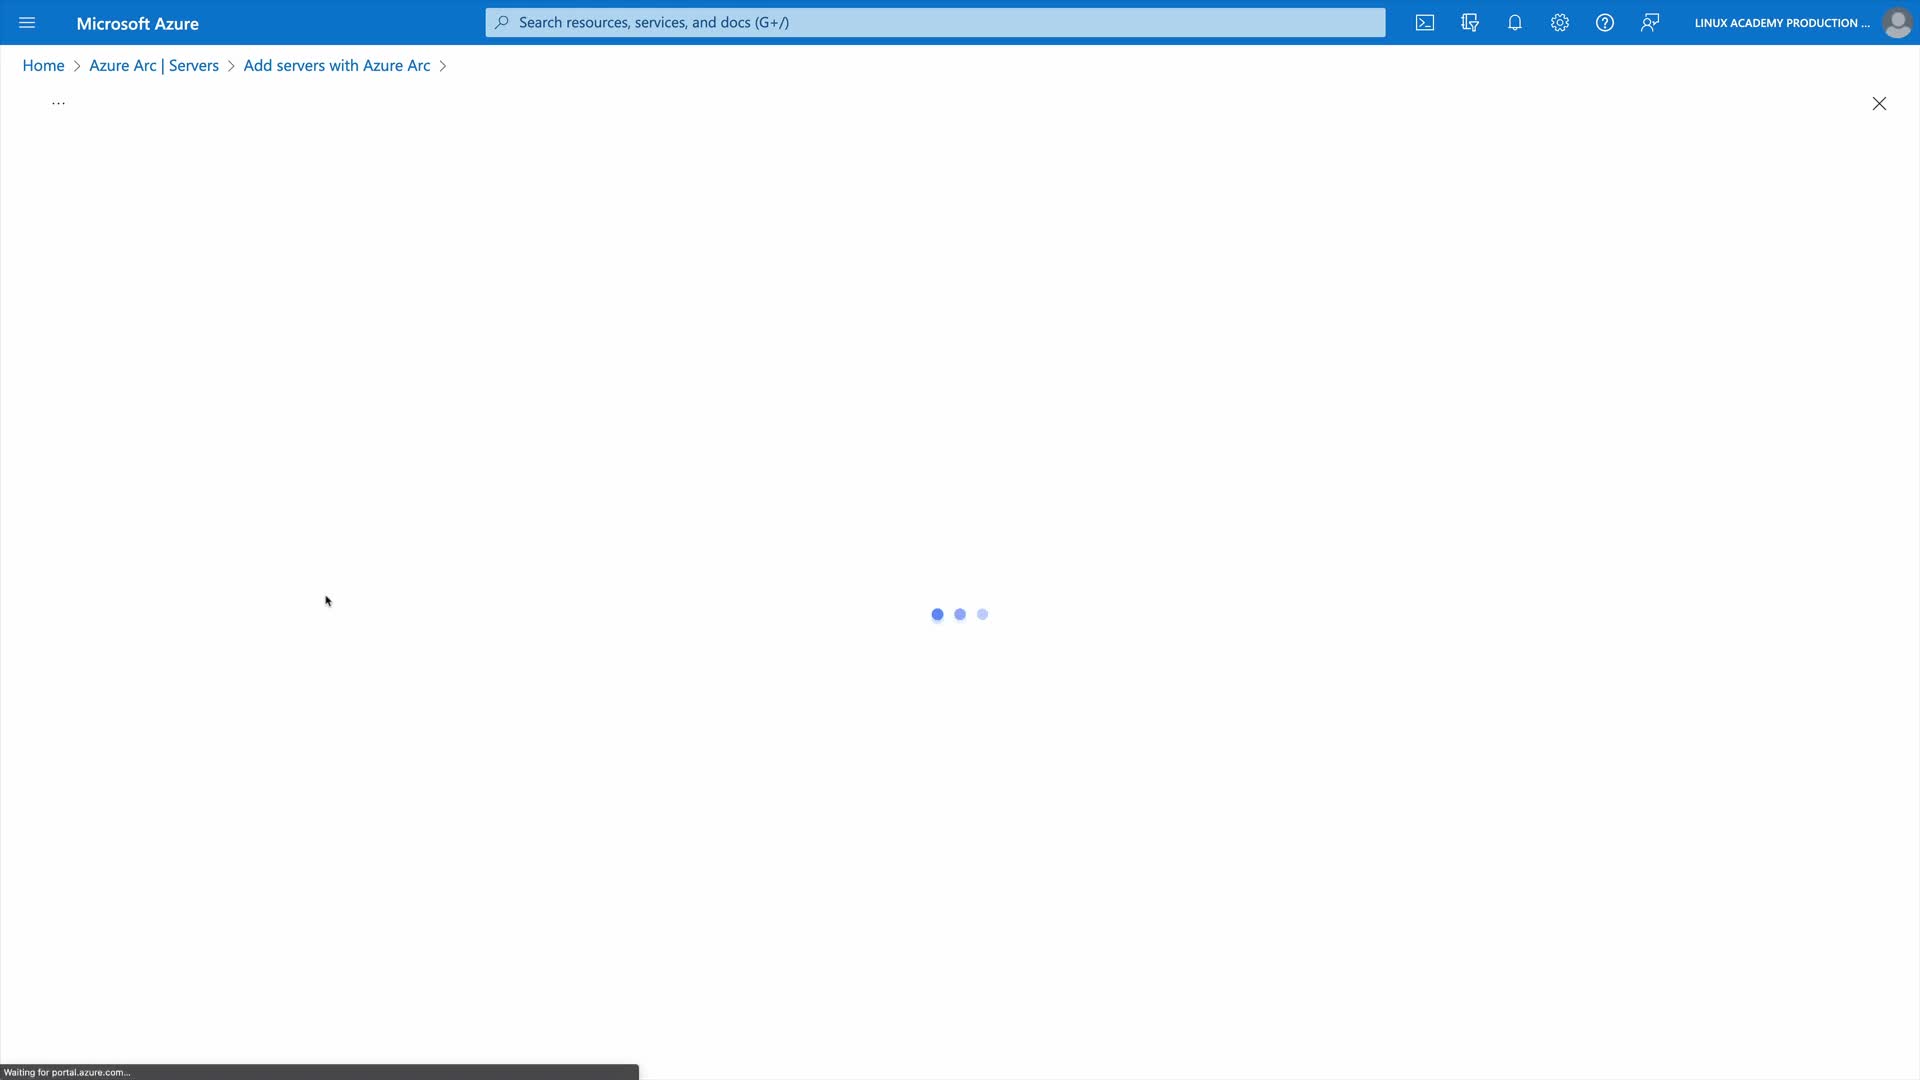 Microsoft Azure
Search resources, services, and docs (G+/)
LINUX ACADEMY PRODUCTION ...
Home > Azure Arc | Servers > Add servers with Azure Arc >
...
Waiting for portal.azure.com...